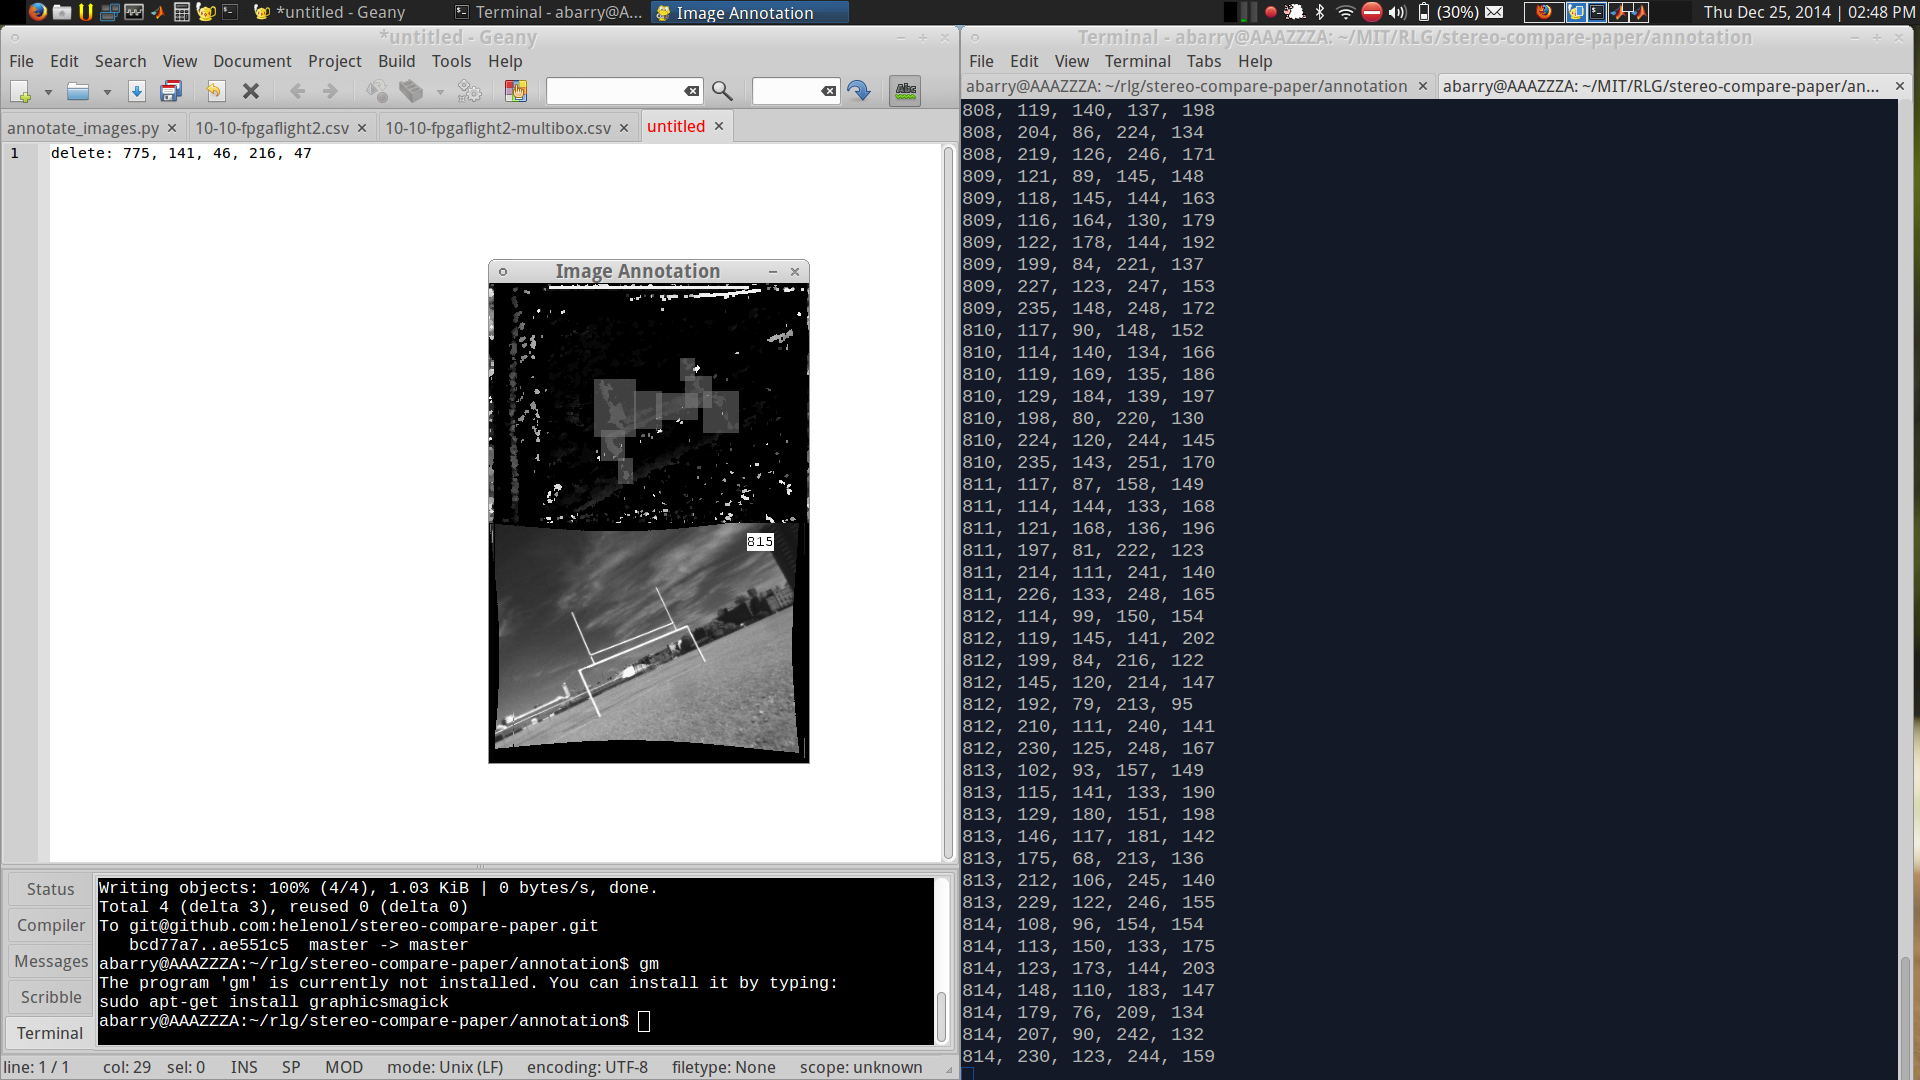 *untitled - Geany
Terminal - abarry@A...
Image Annotation
(30%)
Thu Dec 25, 2014 | 02:48 PM
*untitled - Geany
File Edit Search View Document Project Build Tools Help
annotate_images.py
10-10-fpgaflight2.csv
10-10-fpgaflight2-multibox.csv
untitled
1
delete: 775, 141, 46, 216, 47
Image Annotation
815
Status
Compiler
Messages
Scribble
Terminal
Writing objects: 100% (4/4), 1.03 KiB | 0 bytes/s, done.
Total 4 (delta 3), reused 0 (delta 0)
To git@github.com:helenol/stereo-compare-paper.git
bcd77a7..ae551c5  master -> master
abarry@AAAZZZA:~/rlg/stereo-compare-paper/annotation$ gm
The program 'gm' is currently not installed. You can install it by typing:
sudo apt-get install graphicsmagick
abarry@AAAZZZA:~/rlg/stereo-compare-paper/annotation$
line: 1 / 1 col: 29 sel: 0 INS SP MOD mode: Unix (LF) encoding: UTF-8 filetype: None scope: unknown
Terminal - abarry@AAAZZZA: ~/MIT/RLG/stereo-compare-paper/annotation
File Edit View Terminal Tabs Help
abarry@AAAZZZA: ~/rlg/stereo-compare-paper/annotation
abarry@AAAZZZA: ~/MIT/RLG/stereo-compare-paper/an...
808, 119, 140, 137, 198
808, 204, 86, 224, 134
808, 219, 126, 246, 171
809, 121, 89, 145, 148
809, 118, 145, 144, 163
809, 116, 164, 130, 179
809, 122, 178, 144, 192
809, 199, 84, 221, 137
809, 227, 123, 247, 153
809, 235, 148, 248, 172
810, 117, 90, 148, 152
810, 114, 140, 134, 166
810, 119, 169, 135, 186
810, 129, 184, 139, 197
810, 198, 80, 220, 130
810, 224, 120, 244, 145
810, 235, 143, 251, 170
811, 117, 87, 158, 149
811, 114, 144, 133, 168
811, 121, 168, 136, 196
811, 197, 81, 222, 123
811, 214, 111, 241, 140
811, 226, 133, 248, 165
812, 114, 99, 150, 154
812, 119, 145, 141, 202
812, 199, 84, 216, 122
812, 145, 120, 214, 147
812, 192, 79, 213, 95
812, 210, 111, 240, 141
812, 230, 125, 248, 167
813, 102, 93, 157, 149
813, 115, 141, 133, 190
813, 129, 180, 151, 198
813, 146, 117, 181, 142
813, 175, 68, 213, 136
813, 212, 106, 245, 140
813, 229, 122, 246, 155
814, 108, 96, 154, 154
814, 113, 150, 133, 175
814, 123, 173, 144, 203
814, 148, 110, 183, 147
814, 179, 76, 209, 134
814, 207, 90, 242, 132
814, 230, 123, 244, 159